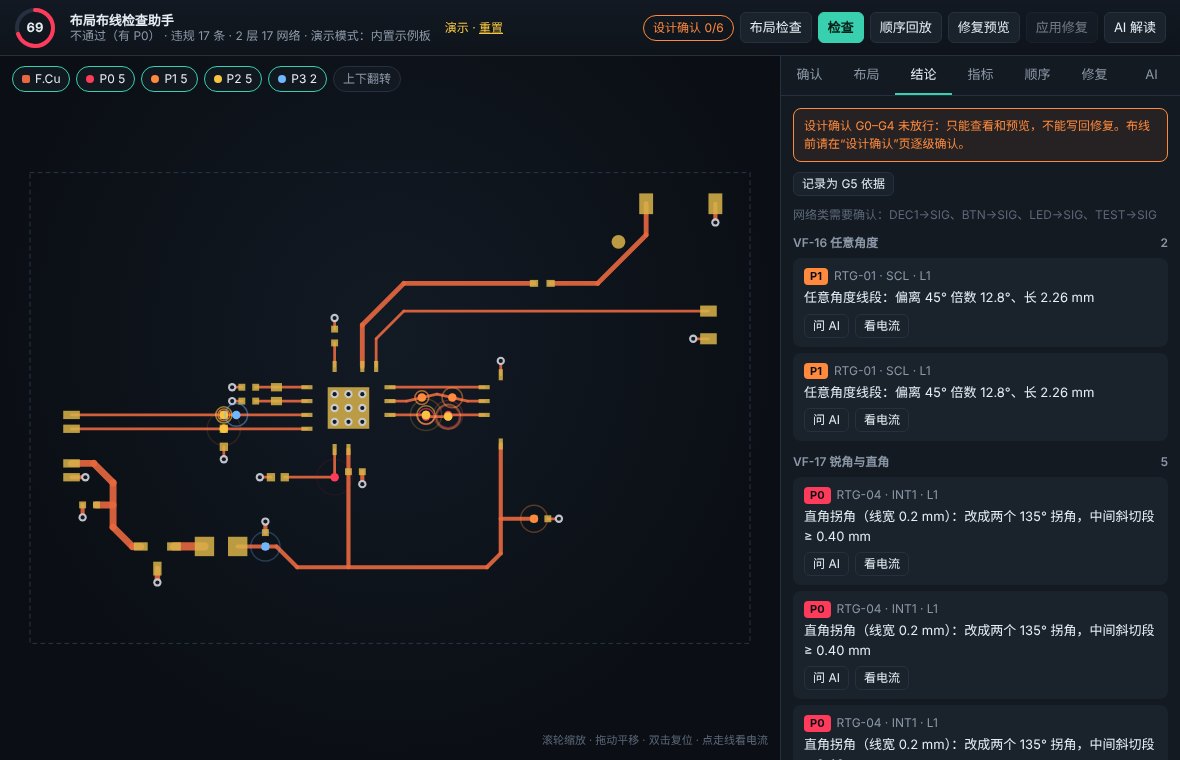 69
布局布线检查助手
不通过（有 P0） · 违规 17 条 · 2 层 17 网络 · 演示模式：内置示例板
演示 · 重置
设计确认 0/6
布局检查
检查
顺序回放
修复预览
应用修复
AI 解读
F.Cu
P0 5
P1 5
P2 5
P3 2
上下翻转
确认
布局
结论
指标
顺序
修复
AI
设计确认 G0–G4 未放行：只能查看和预览，不能写回修复。布线
前请在“设计确认”页逐级确认。
记录为 G5 依据
网络类需要确认：DEC1→SIG、BTN→SIG、LED→SIG、TEST→SIG
VF-16 任意角度
2
P1 RTG-01 · SCL · L1
任意角度线段：偏离 45° 倍数 12.8°、长 2.26 mm
问 AI
看电流
P1 RTG-01 · SCL · L1
任意角度线段：偏离 45° 倍数 12.8°、长 2.26 mm
问 AI
看电流
VF-17 锐角与直角
5
P0 RTG-04 · INT1 · L1
直角拐角（线宽 0.2 mm）：改成两个 135° 拐角，中间斜切段
≥ 0.40 mm
问 AI
看电流
P0 RTG-04 · INT1 · L1
直角拐角（线宽 0.2 mm）：改成两个 135° 拐角，中间斜切段
≥ 0.40 mm
问 AI
看电流
P0 RTG-04 · INT1 · L1
直角拐角（线宽 0.2 mm）：改成两个 135° 拐角，中间斜切段
滚轮缩放 · 拖动平移 · 双击复位 · 点走线看电流